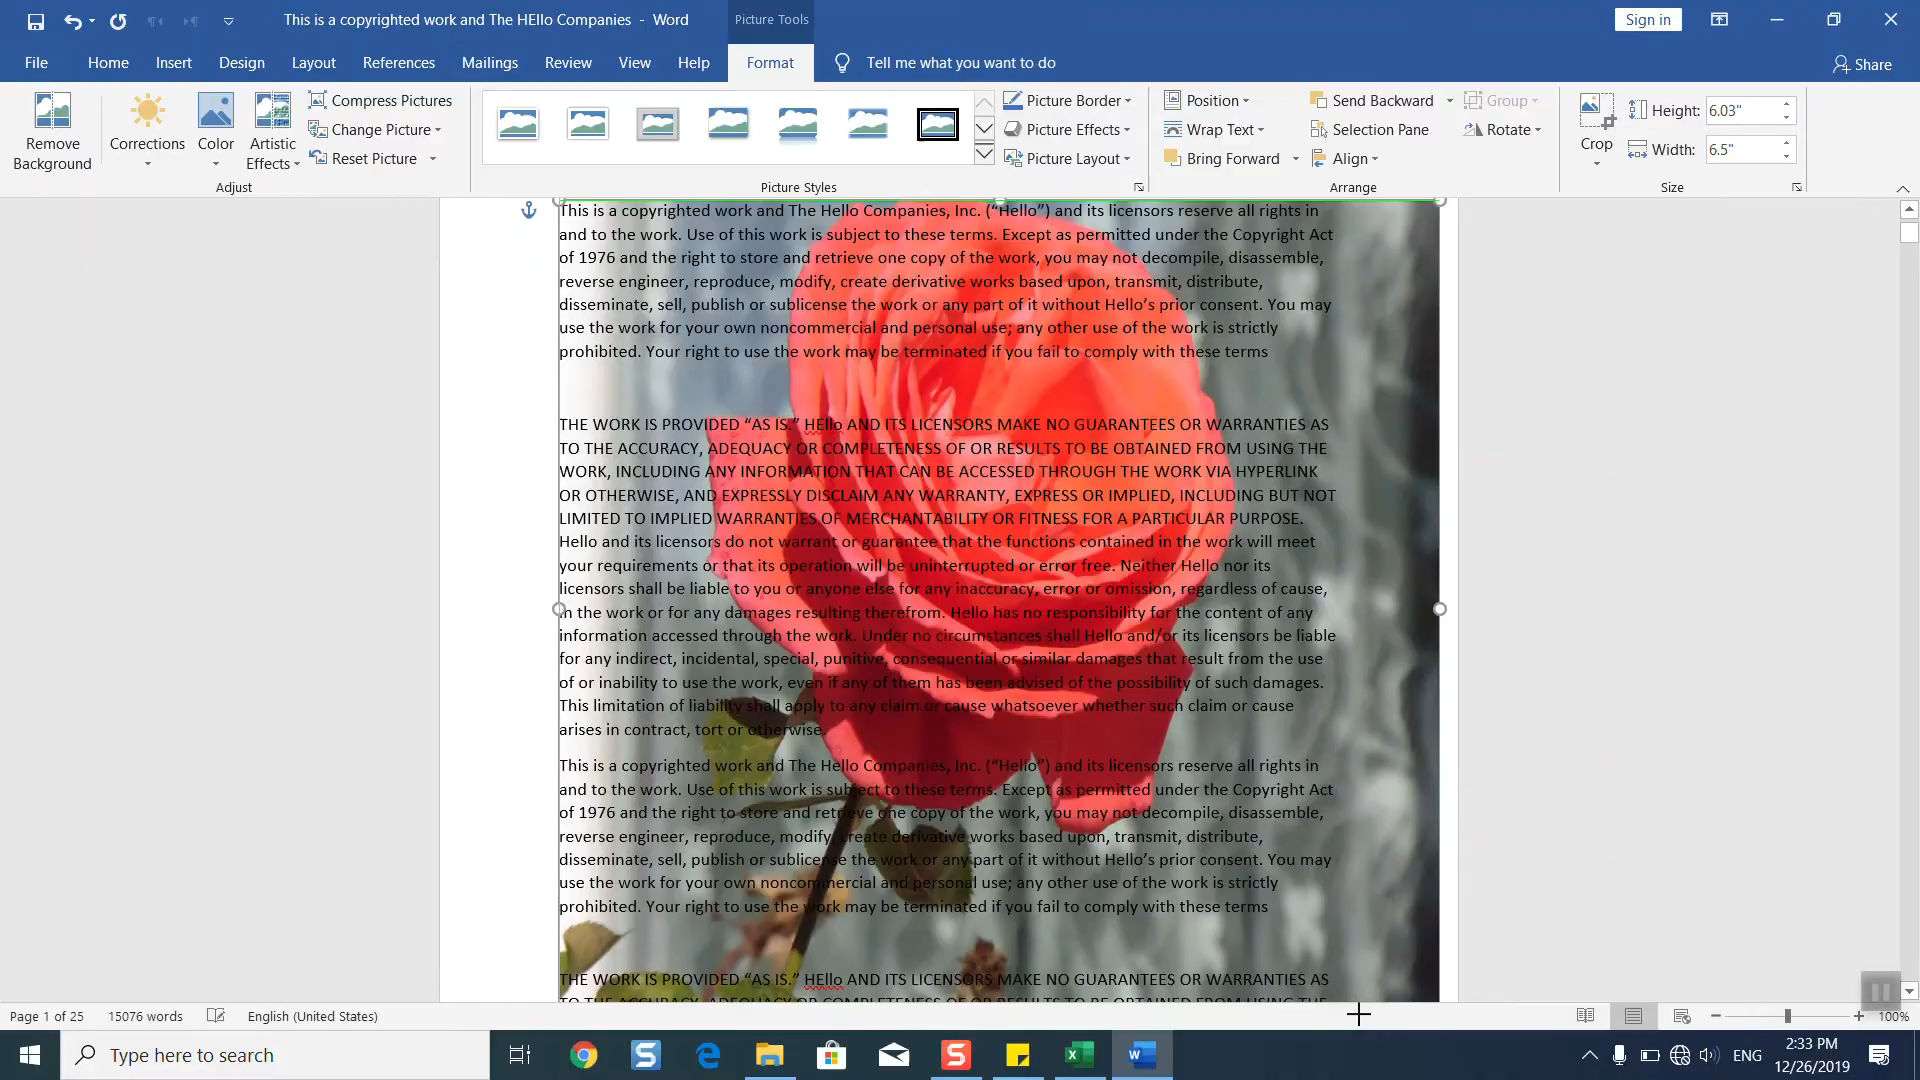 This is a copyrighted work and The HEllo Companies - Word
Picture Tools
Sign in
File
Home
Insert
Design
Layout
References
Mailings
Review
View
Help
Format
Tell me what you want to do
Share
Remove Background
Corrections
Color
Artistic Effects
Compress Pictures
Change Picture
Reset Picture
Adjust
Picture Styles
Picture Border
Picture Effects
Picture Layout
Position
Wrap Text
Bring Forward
Send Backward
Selection Pane
Align
Group
Rotate
Arrange
Crop
Height: 6.03"
Width: 6.5"
Size
This is a copyrighted work and The Hello Companies, Inc. (“Hello”) and its licensors reserve all rights in
and to the work. Use of this work is subject to these terms. Except as permitted under the Copyright Act
of 1976 and the right to store and retrieve one copy of the work, you may not decompile, disassemble,
reverse engineer, reproduce, modify, create derivative works based upon, transmit, distribute,
disseminate, sell, publish or sublicense the work or any part of it without Hello’s prior consent. You may
use the work for your own noncommercial and personal use; any other use of the work is strictly
prohibited. Your right to use the work may be terminated if you fail to comply with these terms
THE WORK IS PROVIDED “AS IS.” HEllo AND ITS LICENSORS MAKE NO GUARANTEES OR WARRANTIES AS
TO THE ACCURACY, ADEQUACY OR COMPLETENESS OF OR RESULTS TO BE OBTAINED FROM USING THE
WORK, INCLUDING ANY INFORMATION THAT CAN BE ACCESSED THROUGH THE WORK VIA HYPERLINK
OR OTHERWISE, AND EXPRESSLY DISCLAIM ANY WARRANTY, EXPRESS OR IMPLIED, INCLUDING BUT NOT
LIMITED TO IMPLIED WARRANTIES OF MERCHANTABILITY OR FITNESS FOR A PARTICULAR PURPOSE.
Hello and its licensors do not warrant or guarantee that the functions contained in the work will meet
your requirements or that its operation will be uninterrupted or error free. Neither Hello nor its
licensors shall be liable to you or anyone else for any inaccuracy, error or omission, regardless of cause,
in the work or for any damages resulting therefrom. Hello has no responsibility for the content of any
information accessed through the work. Under no circumstances shall Hello and/or its licensors be liable
for any indirect, incidental, special, punitive, consequential or similar damages that result from the use
of or inability to use the work, even if any of them has been advised of the possibility of such damages.
This limitation of liability shall apply to any claim or cause whatsoever whether such claim or cause
arises in contract, tort or otherwise.
This is a copyrighted work and The Hello Companies, Inc. (“Hello”) and its licensors reserve all rights in
and to the work. Use of this work is subject to these terms. Except as permitted under the Copyright Act
of 1976 and the right to store and retrieve one copy of the work, you may not decompile, disassemble,
reverse engineer, reproduce, modify, create derivative works based upon, transmit, distribute,
disseminate, sell, publish or sublicense the work or any part of it without Hello’s prior consent. You may
use the work for your own noncommercial and personal use; any other use of the work is strictly
prohibited. Your right to use the work may be terminated if you fail to comply with these terms
THE WORK IS PROVIDED “AS IS.” HEllo AND ITS LICENSORS MAKE NO GUARANTEES OR WARRANTIES AS
TO THE ACCURACY, ADEQUACY OR COMPLETENESS OF OR RESULTS TO BE OBTAINED FROM USING THE
Page 1 of 25
15076 words
English (United States)
100%
Type here to search
ENG
2:33 PM
12/26/2019